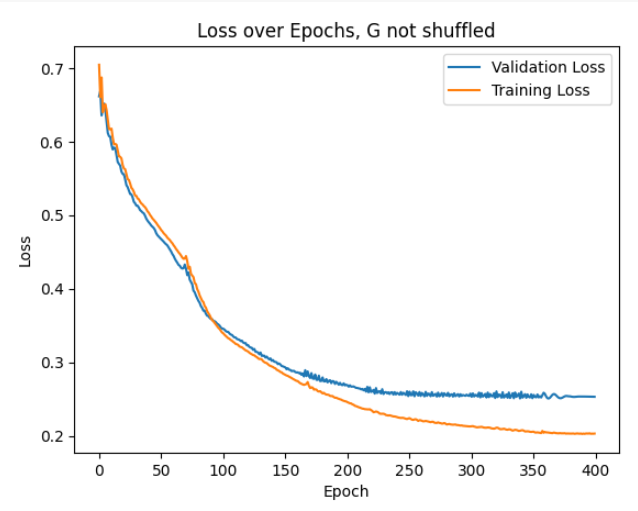 Loss over Epochs, G not shuffled
Validation Loss
Training Loss
Loss
0.7
0.6
0.5
0.4
0.3
0.2
0 50 100 150 200 250 300 350 400
Epoch